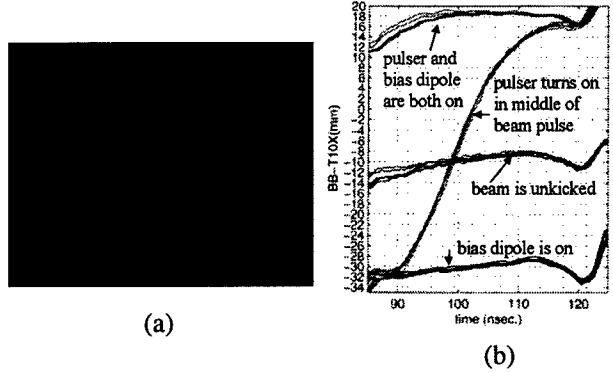 20
18
16
14
12
10
8
6
4
2
-0
-2
-4
-6
-8
-10
-12
-14
-16
-18
-20
-22
-24
-26
-28
-30
-32
-34
BB-T10X(mm)
pulser and
bias dipole
are both on
pulser turns on
in middle of
beam pulse
beam is unkicked
bias dipole is on
90
100
110
120
time (nsec.)
(a)
(b)